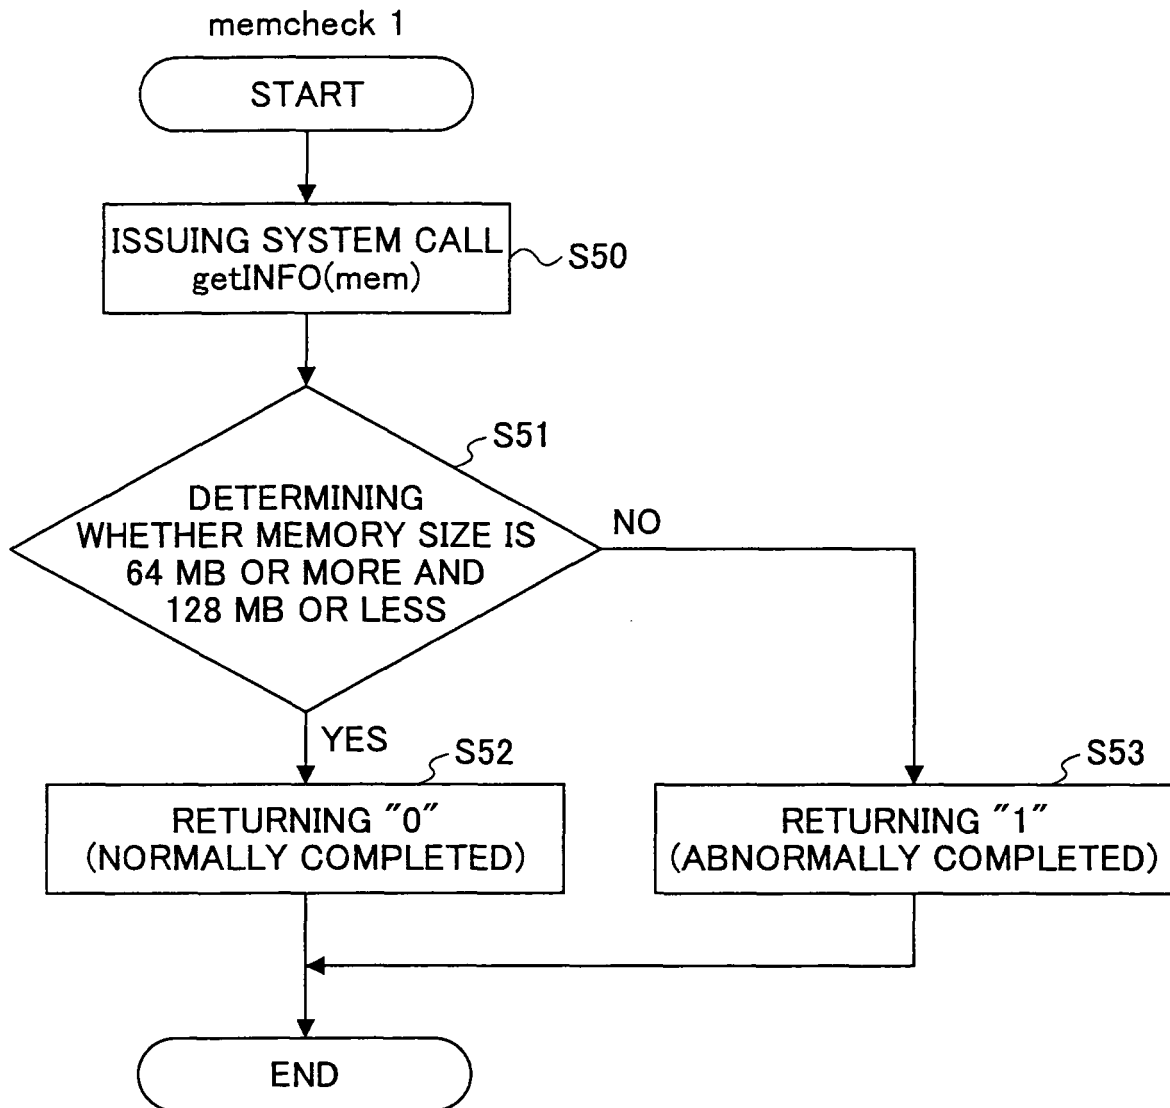 memcheck 1
START
ISSUING SYSTEM CALL
getINFO(mem)
S50
S51
DETERMINING
WHETHER MEMORY SIZE IS
64 MB OR MORE AND
128 MB OR LESS
NO
YES
S52
RETURNING "0"
(NORMALLY COMPLETED)
S53
RETURNING "1"
(ABNORMALLY COMPLETED)
END